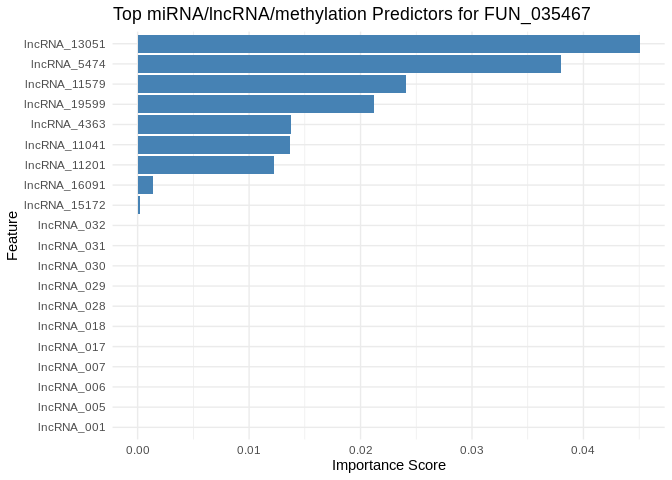 Top miRNA/lncRNA/methylation Predictors for FUN_035467
Feature
lncRNA_13051
lncRNA_5474
lncRNA_11579
lncRNA_19599
lncRNA_4363
lncRNA_11041
lncRNA_11201
lncRNA_16091
lncRNA_15172
lncRNA_032
lncRNA_031
lncRNA_030
lncRNA_029
lncRNA_028
lncRNA_018
lncRNA_017
lncRNA_007
lncRNA_006
lncRNA_005
lncRNA_001
0.00 0.01 0.02 0.03 0.04
Importance Score